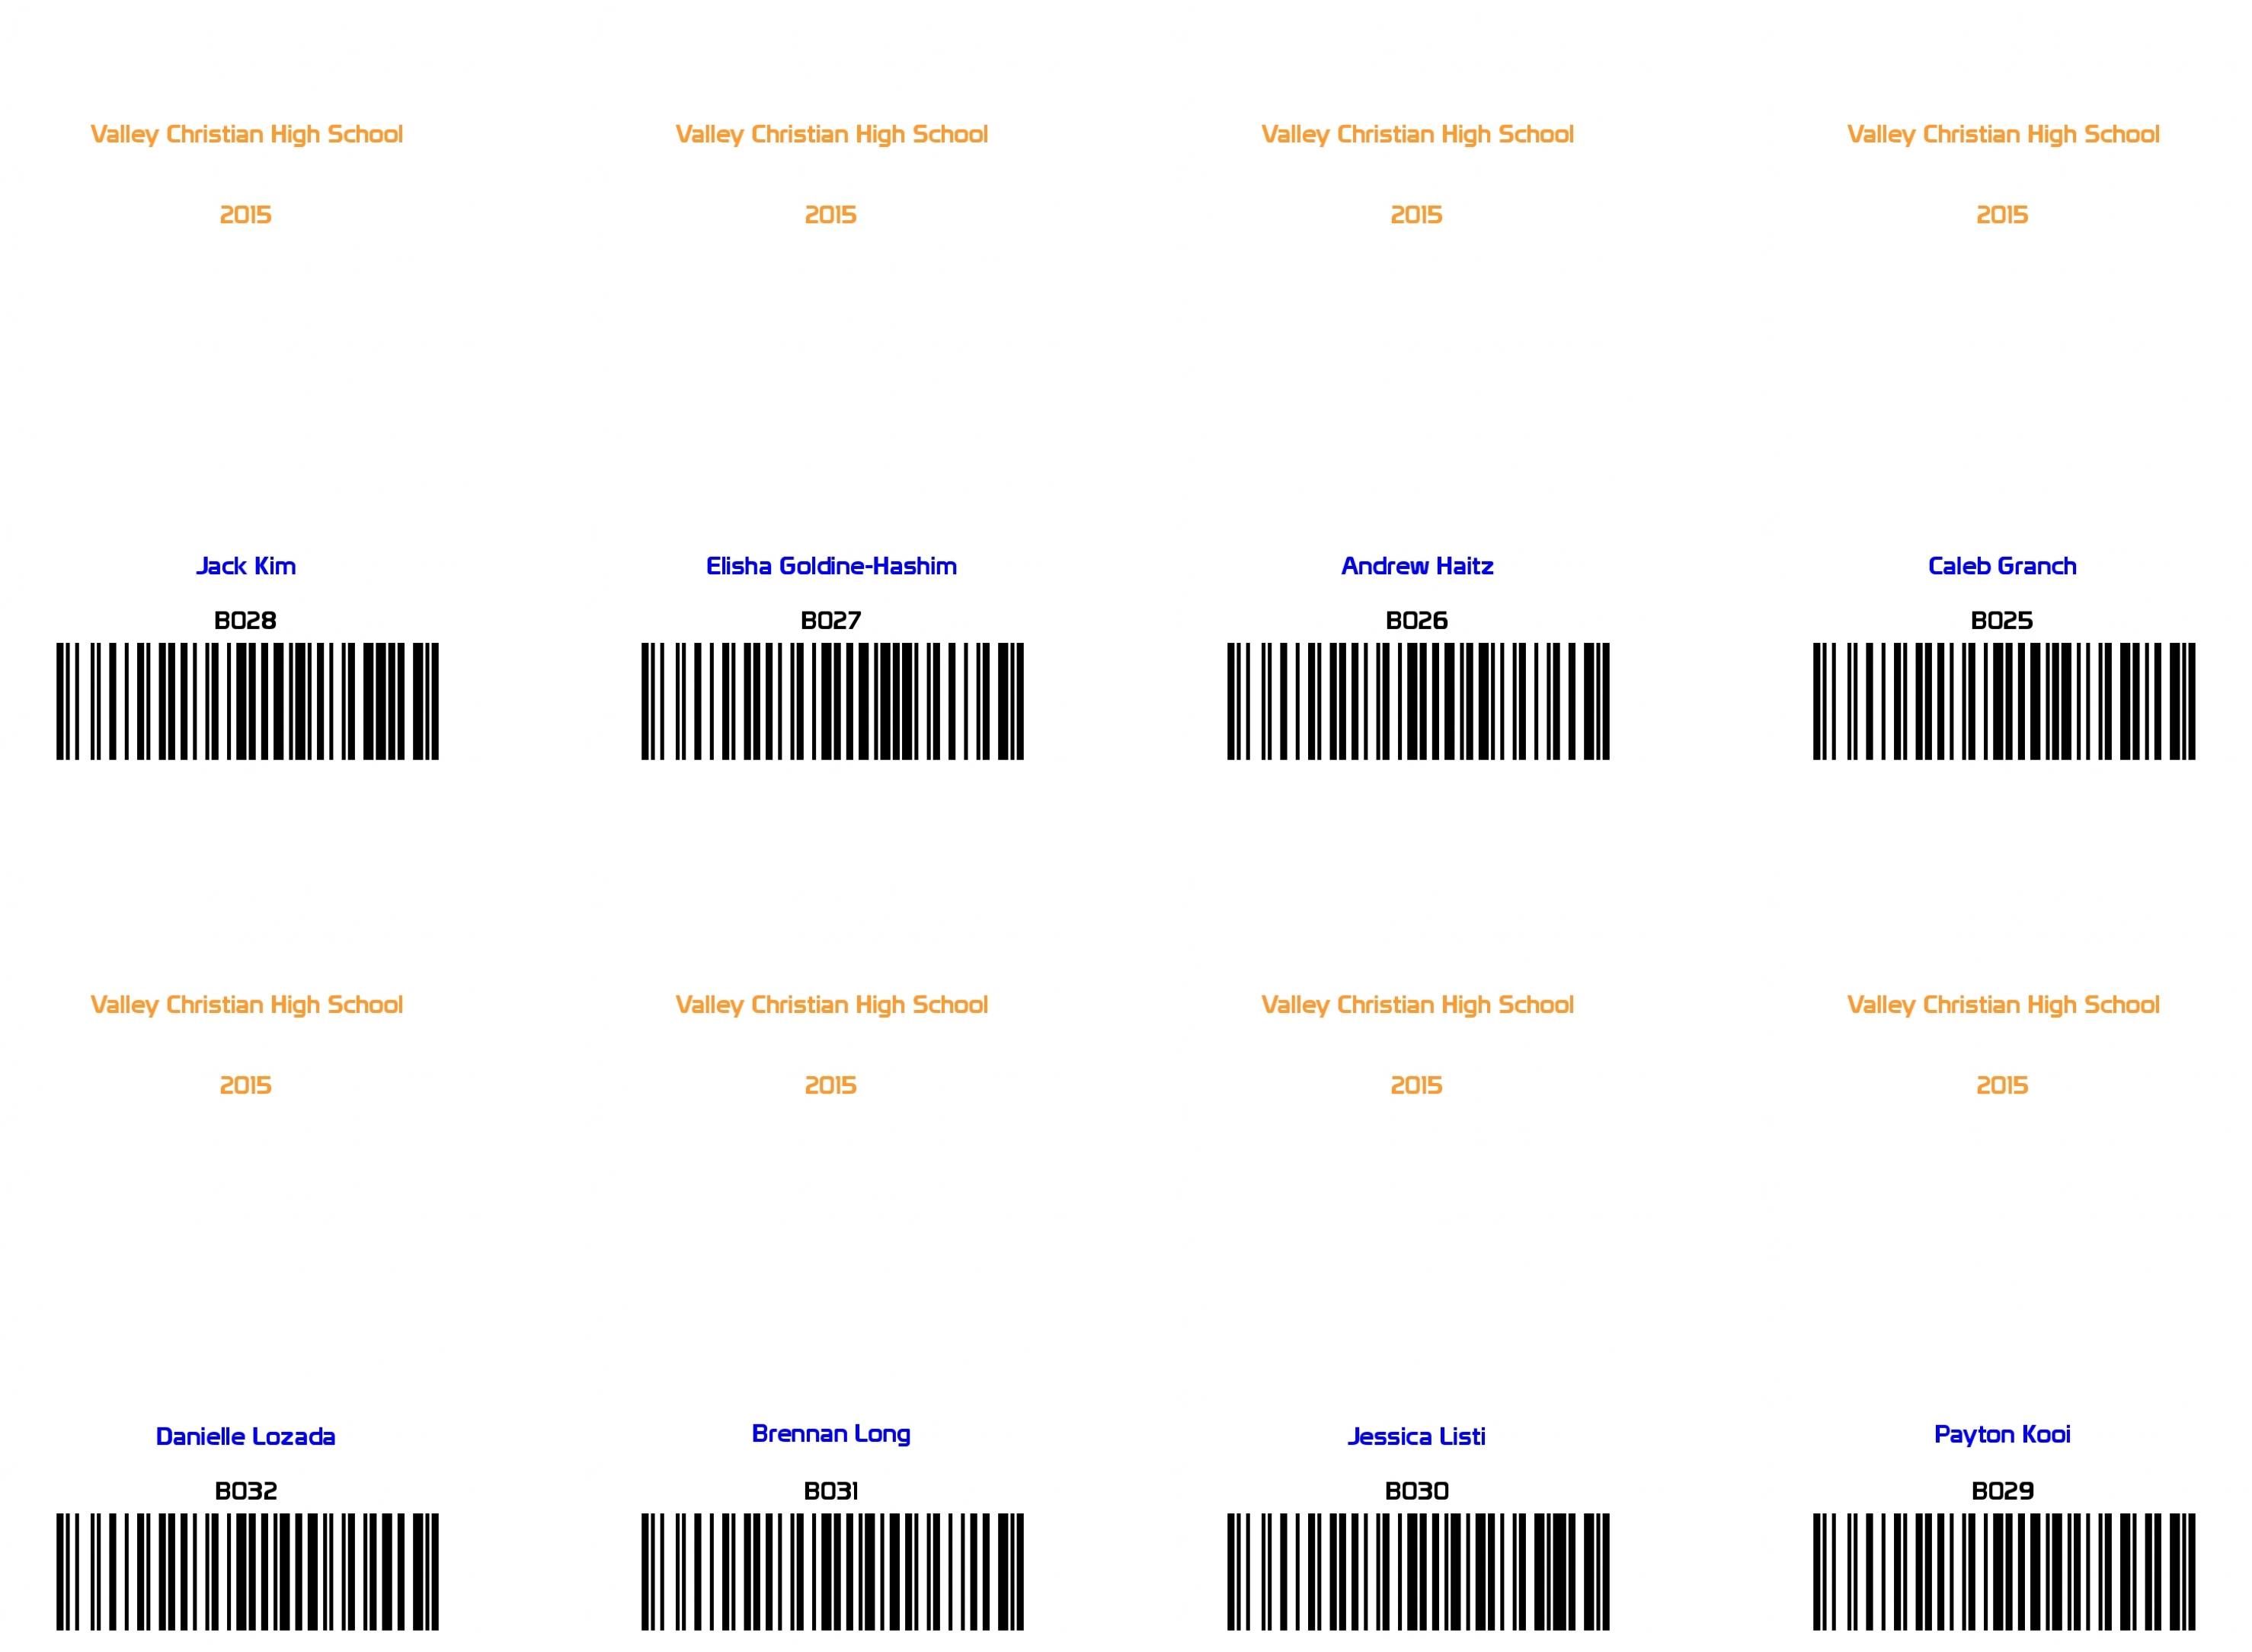 Valley Christian High School Valley Christian High School Valley Christian High School Valley Christian High School
2015 2015 2015 2015
Jack Kim Elisha Goldine-Hashim Andrew Haitz Caleb Granch
B028 B027 B026 B025
Valley Christian High School Valley Christian High School Valley Christian High School Valley Christian High School
2015 2015 2015 2015
Danielle Lozada Brennan Long Jessica Listi Payton Kooi
B032 B031 B030 B029